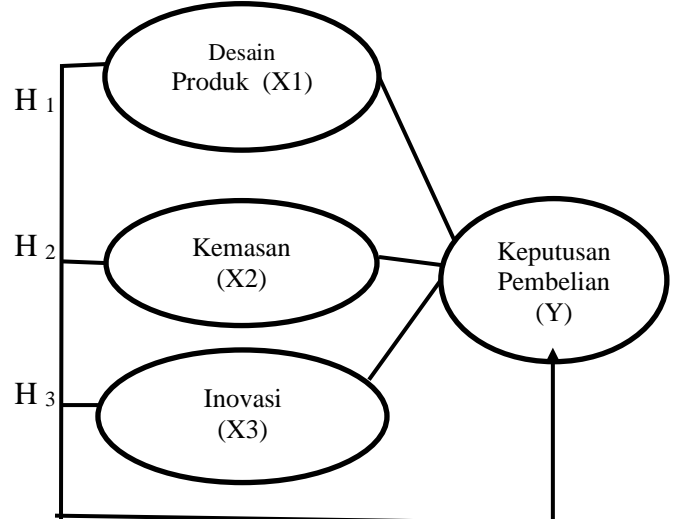 Desain
Produk (X1)
H 1
Kemasan
(X2)
H 2
Keputusan
Pembelian
(Y)
Inovasi
(X3)
H 3